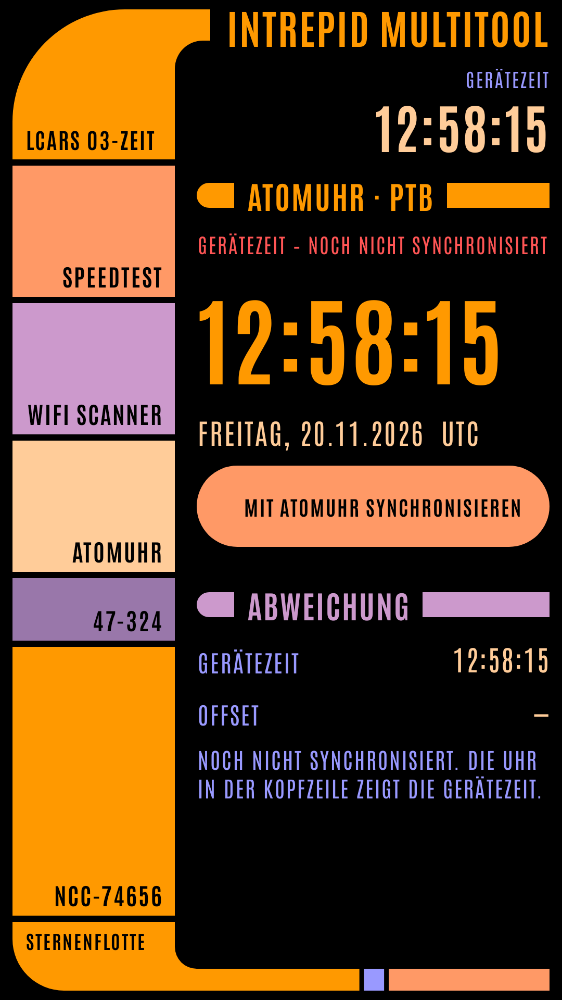 INTREPID MULTITOOL
GERÄTEZEIT
12:58:15
LCARS 03-ZEIT
SPEEDTEST
WIFI SCANNER
ATOMUHR
47-324
NCC-74656
STERNENFLOTTE
ATOMUHR · PTB
GERÄTEZEIT – NOCH NICHT SYNCHRONISIERT
12:58:15
FREITAG, 20.11.2026 UTC
MIT ATOMUHR SYNCHRONISIEREN
ABWEICHUNG
GERÄTEZEIT 12:58:15
OFFSET —
NOCH NICHT SYNCHRONISIERT. DIE UHR
IN DER KOPFZEILE ZEIGT DIE GERÄTEZEIT.